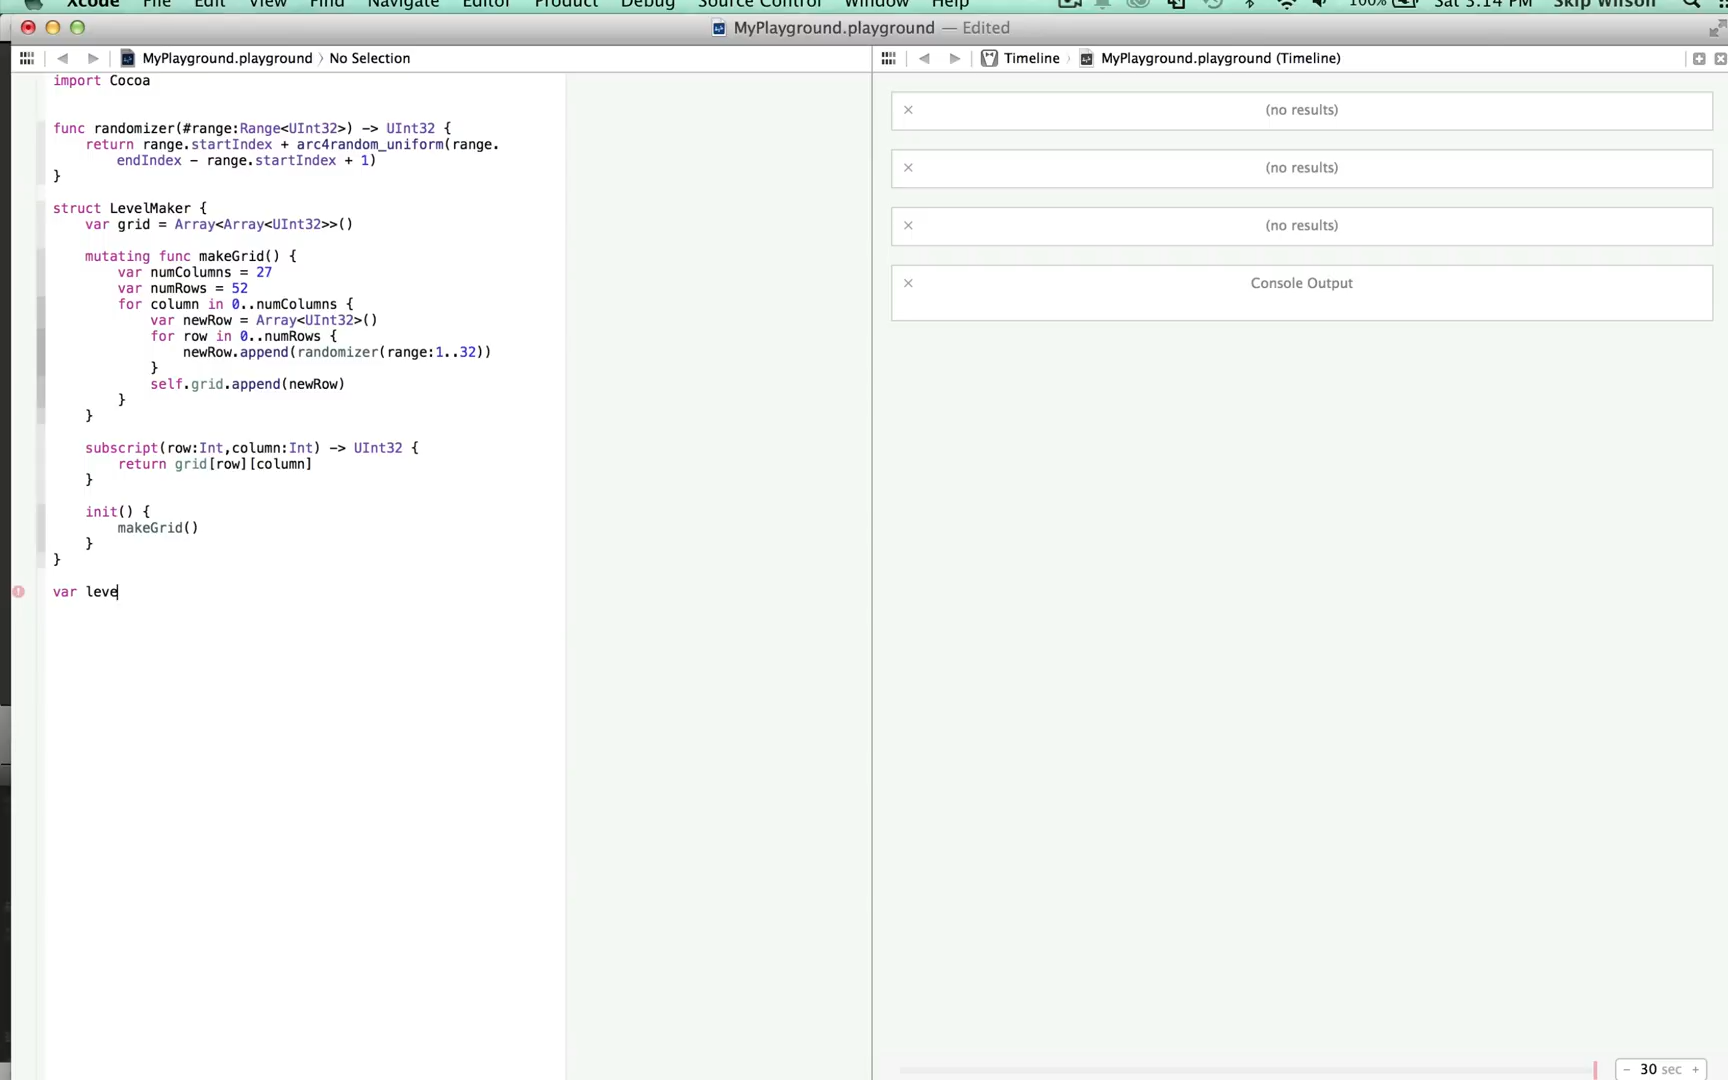 Xcode File Edit View Find Navigate Editor Product Debug Source Control Window Help 100% Sat 3:14 PM Skip Wilson
MyPlayground.playground — Edited
MyPlayground.playground 〉 No Selection
Timeline 〉 MyPlayground.playground (Timeline)
import Cocoa
func randomizer(#range:Range<UInt32>) -> UInt32 {
return range.startIndex + arc4random_uniform(range.
endIndex - range.startIndex + 1)
}
struct LevelMaker {
var grid = Array<Array<UInt32>>()
mutating func makeGrid() {
var numColumns = 27
var numRows = 52
for column in 0..numColumns {
var newRow = Array<UInt32>()
for row in 0..numRows {
newRow.append(randomizer(range:1..32))
}
self.grid.append(newRow)
}
}
subscript(row:Int,column:Int) -> UInt32 {
return grid[row][column]
}
init() {
makeGrid()
}
}
var leve
(no results)
(no results)
(no results)
Console Output
- 30 sec +